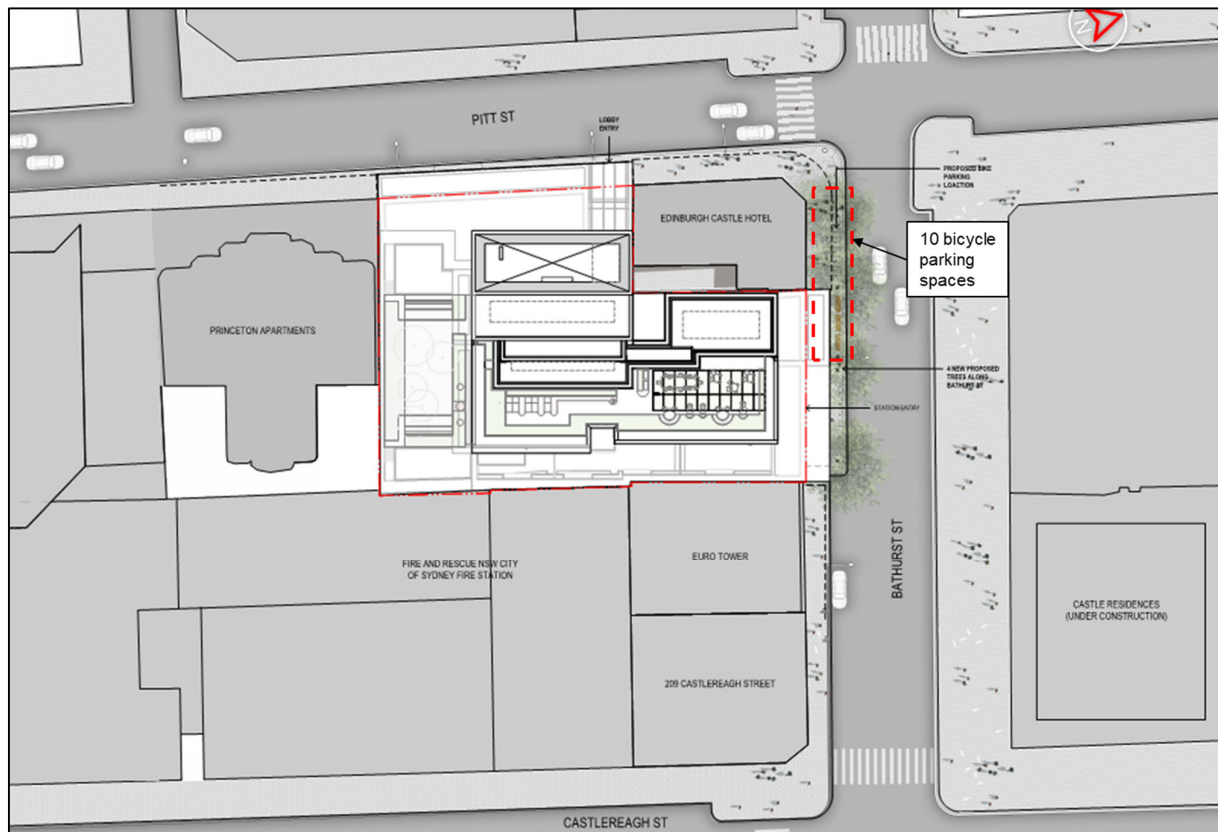 N
PITT ST
LOBBY
ENTRY
PROPOSED BIKE
PARKING
LOACTION
EDINBURGH CASTLE HOTEL
10 bicycle
parking
spaces
PRINCETON APARTMENTS
4 NEW PROPOSED
TREES ALONG
BATHURT ST
STATION ENTRY
FIRE AND RESCUE NSW CITY
OF SYDNEY FIRE STATION
EURO TOWER
BATHURST ST
CASTLE RESIDENCES
(UNDER CONSTRUCTION)
209 CASTLEREAGH STREET
CASTLEREAGH ST